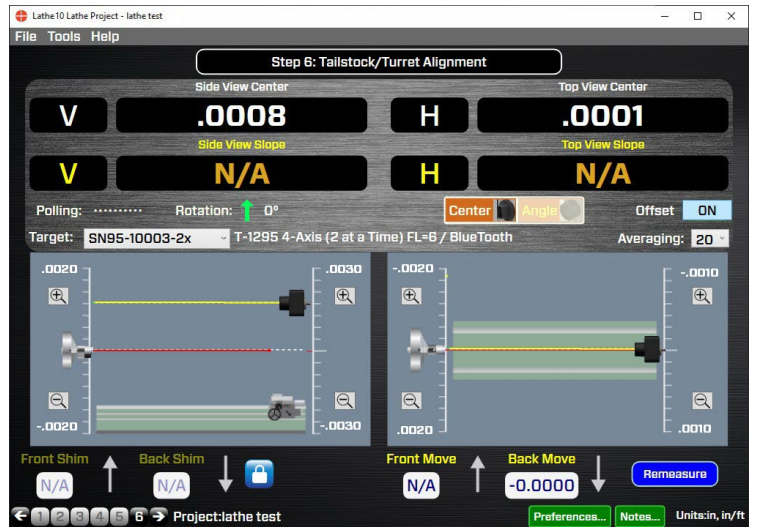 Lathe10 Lathe Project - lathe test
File Tools Help
Step 6: Tailstock/Turret Alignment
Side View Center Top View Center
V .0008 H .0001
Side View Slope Top View Slope
V N/A H N/A
Polling: .......... Rotation: 0° Center Angle Offset ON
Target: SN95-10003-2x T-1295 4-Axis (2 at a Time) FL=6 / BlueTooth Averaging: 20
.0020 .0030 -.0020 -.0010
-.0020 -.0030 .0020 .0010
Front Shim Back Shim Front Move Back Move
N/A N/A N/A -0.0000 Remeasure
1 2 3 4 5 6 Project:lathe test Preferences... Notes... Units:in, in/ft